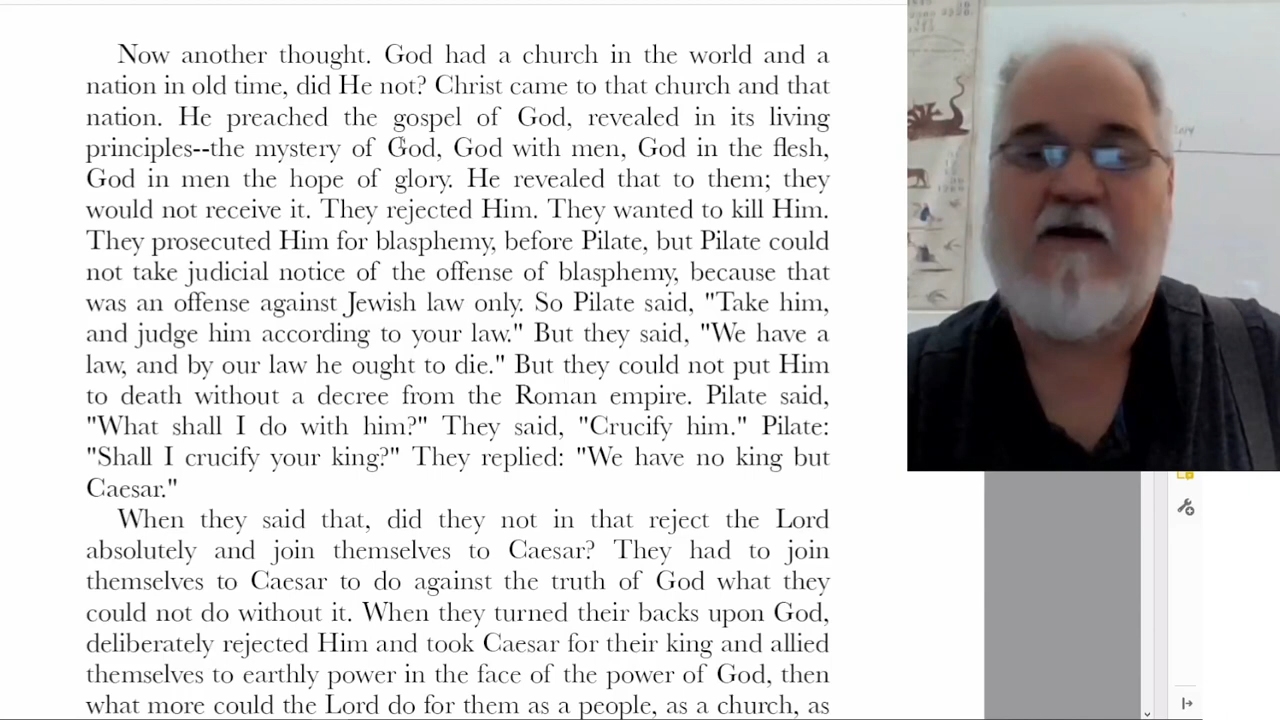 Now another thought. God had a church in the world and a
nation in old time, did He not? Christ came to that church and that
nation. He preached the gospel of God, revealed in its living
principles--the mystery of God, God with men, God in the flesh,
God in men the hope of glory. He revealed that to them; they
would not receive it. They rejected Him. They wanted to kill Him.
They prosecuted Him for blasphemy, before Pilate, but Pilate could
not take judicial notice of the offense of blasphemy, because that
was an offense against Jewish law only. So Pilate said, "Take him,
and judge him according to your law." But they said, "We have a
law, and by our law he ought to die." But they could not put Him
to death without a decree from the Roman empire. Pilate said,
"What shall I do with him?" They said, "Crucify him." Pilate:
"Shall I crucify your king?" They replied: "We have no king but
Caesar."
When they said that, did they not in that reject the Lord
absolutely and join themselves to Caesar? They had to join
themselves to Caesar to do against the truth of God what they
could not do without it. When they turned their backs upon God,
deliberately rejected Him and took Caesar for their king and allied
themselves to earthly power in the face of the power of God, then
what more could the Lord do for them as a people, as a church, as